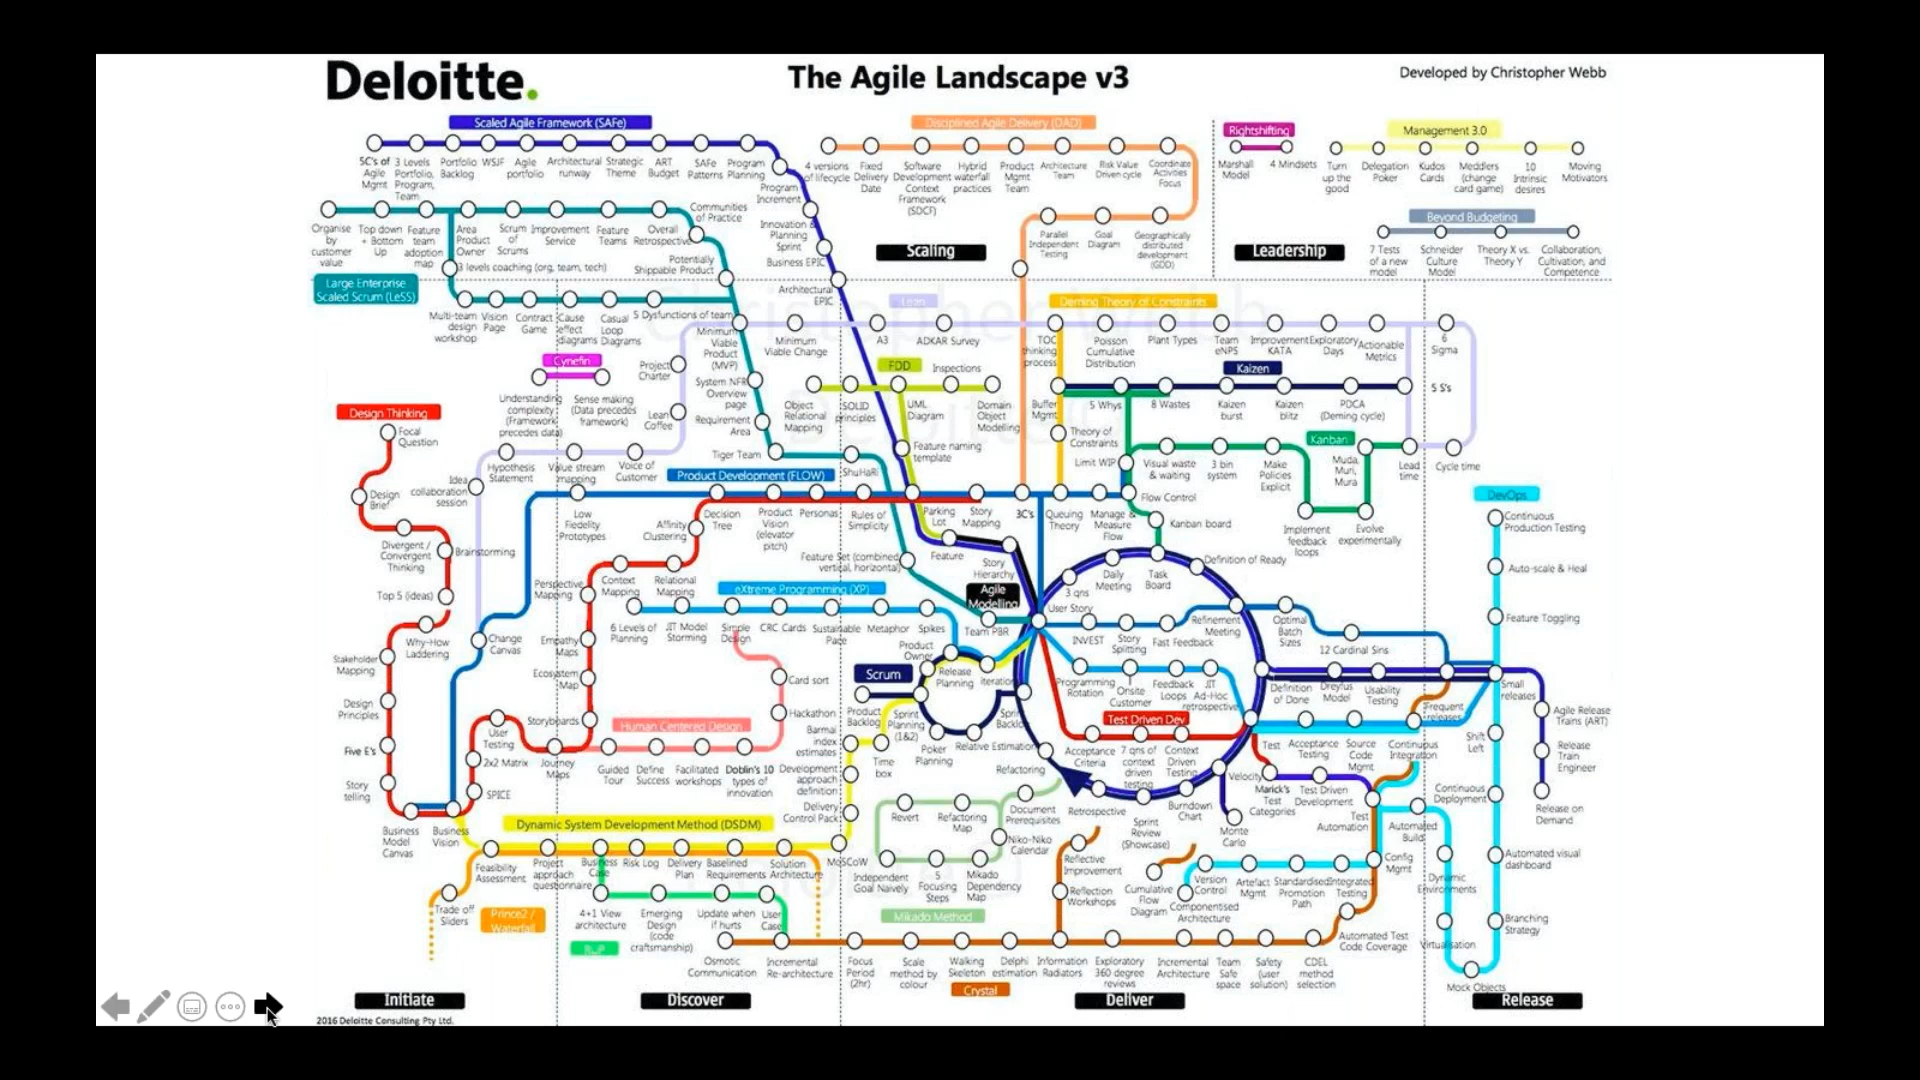 Deloitte.
The Agile Landscape v3
Developed by Christopher Webb
Scaled Agile Framework (SAFe)
5C's of
Agile
Mgmt
3 Levels
Portfolio,
Program,
Team
Portfolio
Backlog
WSJF
Agile
portfolio
Architectural
runway
Strategic
Theme
ART
Budget
SAFe
Patterns
Program
Planning
Program
Increment
Innovation &
Planning
Sprint
Business EPIC
Architectural
EPIC
Disciplined Agile Delivery (DAD)
4 versions
of lifecycle
Fixed
Delivery
Date
Software
Development
Context
Framework
(SDCF)
Hybrid
waterfall
practices
Product
Mgmt
Team
Architecture
Team
Risk Value
Driven cycle
Coordinate
Activities
Focus
Parallel
Independent
Testing
Goal
Diagram
Geographically
distributed
development
(GDD)
Scaling
Rightshifting
Marshall
Model
4 Mindsets
Management 3.0
Turn
up the
good
Delegation
Poker
Kudos
Cards
Meddlers
(change
card game)
10
Intrinsic
desires
Moving
Motivators
Beyond Budgeting
7 Tests
of a new
model
Schneider
Culture
Model
Theory X vs.
Theory Y
Collaboration,
Cultivation, and
Competence
Leadership
Organise
by
customer
value
Top down
+ Bottom
Up
Feature
team
adoption
map
Area
Product
Owner
Scrum
of
Scrums
Improvement
Service
Feature
Teams
Overall
Retrospective
Communities
of Practice
Potentially
Shippable Product
3 levels coaching (org, team, tech)
Large Enterprise
Scaled Scrum (LeSS)
Multi-team
design
workshop
Vision
Page
Contract
Game
Cause
effect
diagrams
Casual
Loop
Diagrams
5 Dysfunctions of team
Minimum
Viable
Product
(MVP)
System NFR
Overview
page
Requirement
Area
Tiger Team
ShuHaRi
Lean
Minimum
Viable Change
A3
ADKAR Survey
Deming Theory of Constraints
TOC
thinking
process
Poisson
Cumulative
Distribution
Plant Types
Team
eNPS
Improvement
KATA
Exploratory
Days
Actionable
Metrics
6
Sigma
5 S's
Cycle time
Cynefin
Understanding
complexity
(Framework
precedes data)
Sense making
(Data precedes
framework)
Project
Charter
Lean
Coffee
FDD
Inspections
Object
Relational
Mapping
SOLID
principles
UML
Diagram
Domain
Object
Modelling
Feature naming
template
Kaizen
Buffer
Mgmt
5 Whys
8 Wastes
Kaizen
burst
Kaizen
blitz
PDCA
(Deming cycle)
Theory of
Constraints
Limit WIP
Kanban
Visual waste
& waiting
3 bin
system
Make
Policies
Explicit
Muda,
Muri,
Mura
Lead
time
Implement
feedback
loops
Evolve
experimentally
Flow Control
Kanban board
Design Thinking
Focal
Question
Design
Brief
Divergent /
Convergent
Thinking
Brainstorming
Top 5 (ideas)
Why-How
Laddering
Stakeholder
Mapping
Design
Principles
Five E's
Story
telling
Business
Model
Canvas
Business
Vision
Idea
collaboration
session
Hypothesis
Statement
Value stream
mapping
Voice of
Customer
Change
Canvas
Product Development (FLOW)
Low
Fiedelity
Prototypes
Decision
Tree
Product
Vision
(elevator
pitch)
Personas
Rules of
Simplicity
Parking
Lot
Story
Mapping
3C's
Queuing
Theory
Manage &
Measure
Flow
Affinity
Clustering
Feature Set (combined,
vertical, horizontal)
Feature
Story
Hierarchy
Agile
Modelling
Team PBR
Perspective
Mapping
Context
Mapping
Relational
Mapping
Empathy
Maps
Ecosystem
Map
Storyboards
Journey
Maps
User
Testing
2x2 Matrix
SPICE
eXtreme Programming (XP)
6 Levels of
Planning
JIT Model
Storming
Simple
Design
CRC Cards
Sustainable
Pace
Metaphor
Spikes
Card sort
Hackathon
Human Centered Design
Guided
Tour
Define
Success
Facilitated
workshops
Doblin's 10
types of
innovation
Product
Owner
Release
Planning
iteration
Scrum
Product
Backlog
Sprint
Planning
(1&2)
Poker
Planning
Relative Estimation
Sprint
Backlog
Barmai
index
estimates
Time
box
Development
approach
definition
Delivery
Control Pack
MoSCoW
3 qns
Daily
Meeting
Task
Board
Definition of Ready
User Story
INVEST
Story
Splitting
Fast Feedback
Refinement
Meeting
Optimal
Batch
Sizes
12 Cardinal Sins
Programming
Rotation
Onsite
Customer
Feedback
Loops
JIT
Ad-Hoc
retrospective
Definition
of Done
Dreyfus
Model
Usability
Testing
Frequent
releases
Small
releases
Test Driven Dev
Acceptance
Criteria
7 qns of
context
driven
testing
Context
Driven
Testing
Test
Acceptance
Testing
Source
Code
Mgmt
Continuous
Integration
Refactoring
Retrospective
Sprint
Review
(Showcase)
Burndown
Chart
Velocity
Monte
Carlo
Marick's
Test
Categories
Test Driven
Development
Test
Automation
Automated
Build
Config
Mgmt
DevOps
Continuous
Production Testing
Auto-scale & Heal
Feature Toggling
Shift
Left
Agile Release
Trains (ART)
Release
Train
Engineer
Release on
Demand
Continuous
Deployment
Automated visual
dashboard
Branching
Strategy
Dynamic
Environments
Virtualisation
Mock Objects
Dynamic System Development Method (DSDM)
Feasibility
Assessment
Project
approach
questionnaire
Business
Case
Risk Log
Delivery
Plan
Baselined
Requirements
Solution
Architecture
Trade off
Sliders
Prince2 /
Waterfall
4+1 View
architecture
Emerging
Design
(code
craftsmanship)
Update when
if hurts
User
Case
RuP
Revert
Refactoring
Map
Document
Prerequisites
Niko-Niko
Calendar
Independent
Goal Naively
5
Focusing
Steps
Mikado
Dependency
Map
Mikado Method
Reflective
Improvement
Reflection
Workshops
Cumulative
Flow
Diagram
Version
Control
Artefact
Mgmt
Standardised
Promotion
Path
Integrated
Testing
Componentised
Architecture
Automated Test
Code Coverage
Osmotic
Communication
Incremental
Re-architecture
Focus
Period
(2hr)
Scale
method by
colour
Walking
Skeleton
Delphi
estimation
Information
Radiators
Exploratory
360 degree
reviews
Incremental
Architecture
Team
Safe
space
Safety
(user
solution)
CDEL
method
selection
Crystal
Initiate
Discover
Deliver
Release
2016 Deloitte Consulting Pty Ltd.